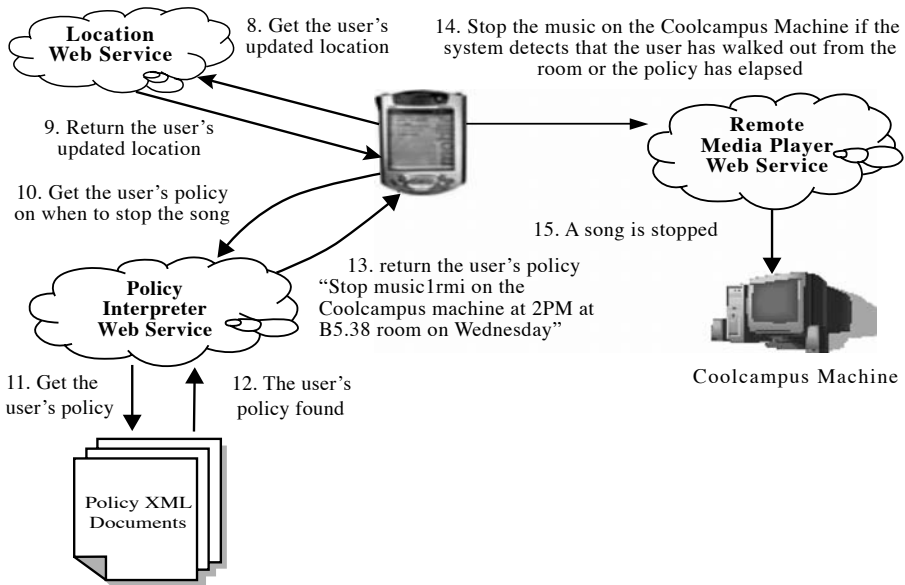 Location
Web Service
8. Get the user's
updated location
14. Stop the music on the Coolcampus Machine if the
system detects that the user has walked out from the
room or the policy has elapsed
9. Return the user's
updated location
Remote
Media Player
Web Service
10. Get the user's policy
on when to stop the song
15. A song is stopped
Policy
Interpreter
Web Service
13. return the user's policy
“Stop music1rmi on the
Coolcampus machine at 2PM at
B5.38 room on Wednesday”
Coolcampus Machine
11. Get the
user's policy
12. The user's
policy found
Policy XML
Documents